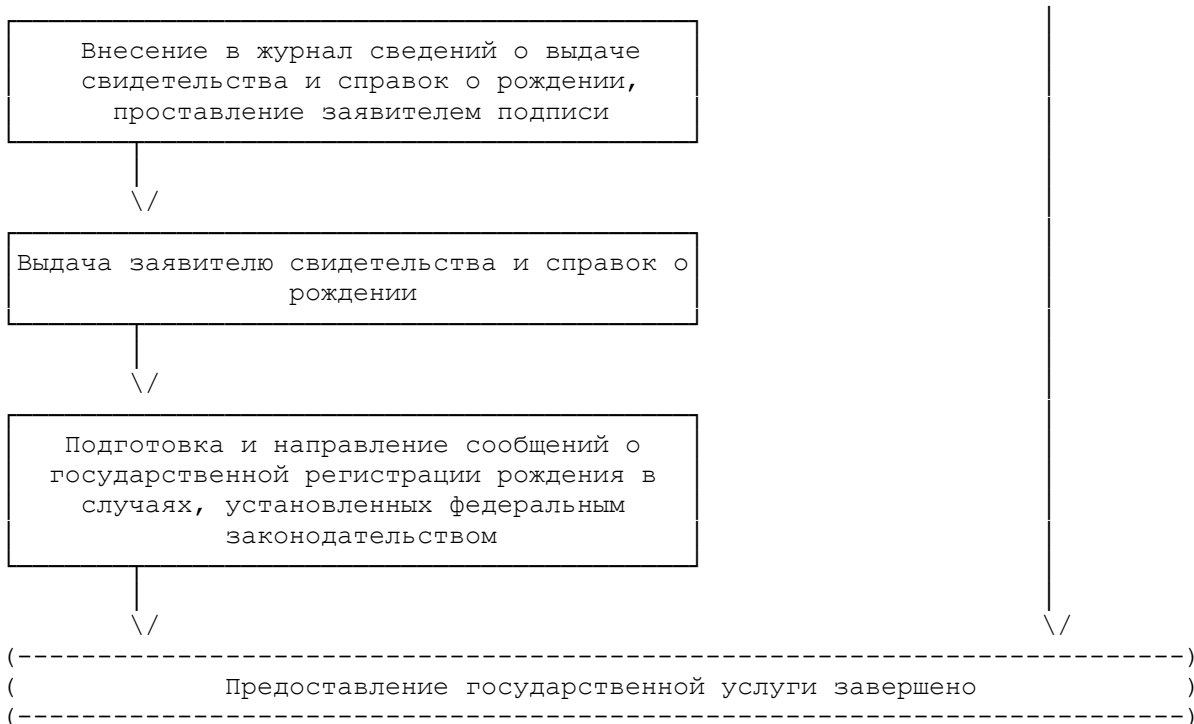 Внесение в журнал сведений о выдаче
свидетельства и справок о рождении,
проставление заявителем подписи
Выдача заявителю свидетельства и справок о
рождении
Подготовка и направление сообщений о
государственной регистрации рождения в
случаях, установленных федеральным
законодательством
Предоставление государственной услуги завершено